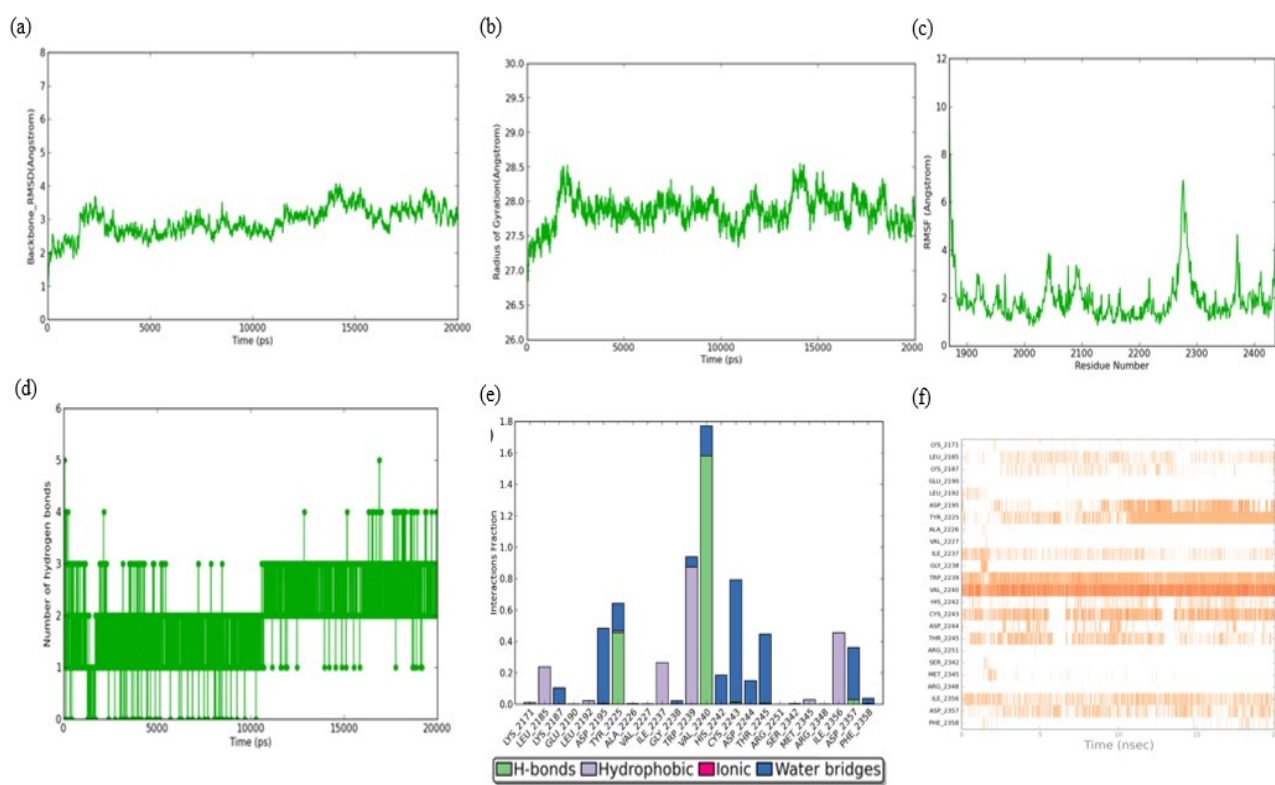 (a)
8
7
6
5
4
3
2
1
0
Backbone_RMSD(Angstrom)
0 5000 10000 15000 20000
Time (ps)
(b)
30.0
29.5
29.0
28.5
28.0
27.5
27.0
26.5
26.0
Radius of Gyration(Angstrom)
0 5000 10000 15000 2000
Time (ps)
(c)
12
10
8
6
4
2
0
RMSF (Angstrom)
1900 2000 2100 2200 2300 2400
Residue Number
(d)
6
5
4
3
2
1
0
Number of hydrogen bonds
0 5000 10000 15000 20000
Time (ps)
(e)
1.8
1.6
1.4
1.2
1.0
0.8
0.6
0.4
0.2
0.0
Interactions Fraction
LYS_2171
LEU_2185
LYS_2187
GLU_2190
LEU_2192
ASP_2195
TYR_2225
ALA_2226
VAL_2227
ILE_2237
GLY_2238
TRP_2239
VAL_2240
HIS_2242
CYS_2243
ASP_2244
THR_2245
ARG_2251
SER_2342
MET_2345
ARG_2348
ILE_2356
ASP_2357
PHE_2358
H-bonds Hydrophobic Ionic Water bridges
(f)
LYS_2171
LEU_2185
LYS_2187
GLU_2190
LEU_2192
ASP_2195
TYR_2225
ALA_2226
VAL_2227
ILE_2237
GLY_2238
TRP_2239
VAL_2240
HIS_2242
CYS_2243
ASP_2244
THR_2245
ARG_2251
SER_2342
MET_2345
ARG_2348
ILE_2356
ASP_2357
PHE_2358
0 5 10 15 20
Time (nsec)